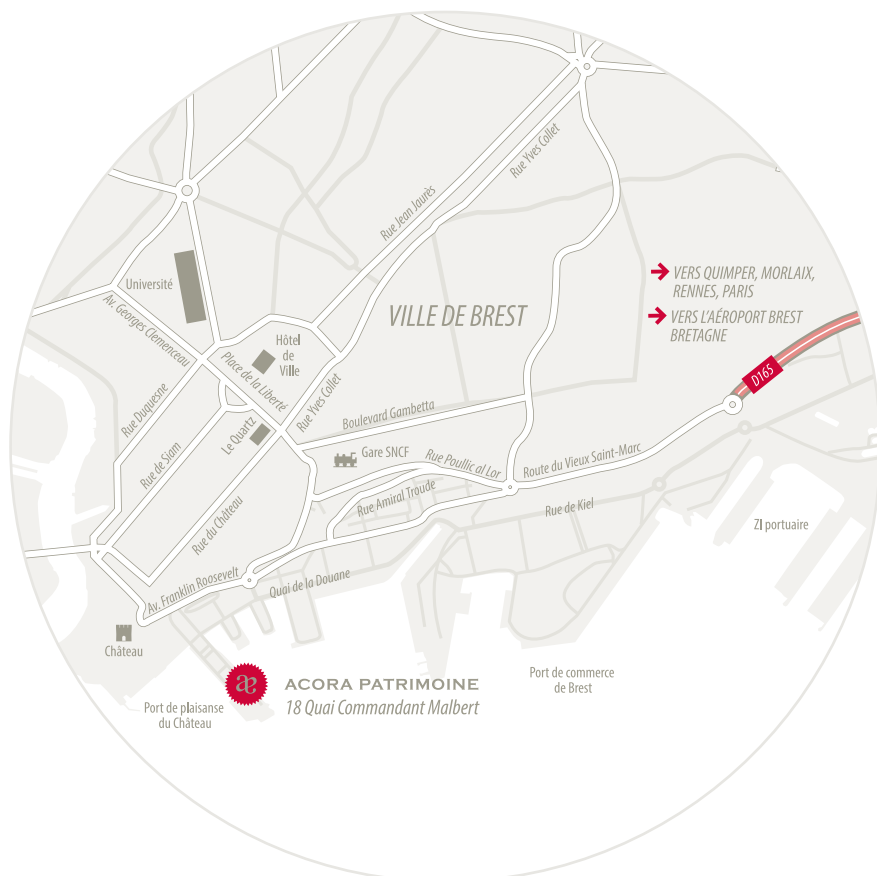 Rue Yves Collet
Rue Jean Jaurès
Université
Av. Georges Clemenceau
VERS QUIMPER, MORLAIX,
RENNES, PARIS
VERS L'AÉROPORT BREST
BRETAGNE
VILLE DE BREST
Hôtel
de
Ville
Place de la Liberté
D165
Rue Duquesne
Rue Yves Collet
Boulevard Gambetta
Le Quartz
Rue de Siam
Gare SNCF
Rue Poullic al Lor
Route du Vieux Saint-Marc
Rue Amiral Troude
Rue de Kiel
Rue du Château
ZI portuaire
Av. Franklin Roosevelt
Quai de la Douane
Château
æ
ACORA PATRIMOINE
18 Quai Commandant Malbert
Port de commerce
de Brest
Port de plaisanse
du Château